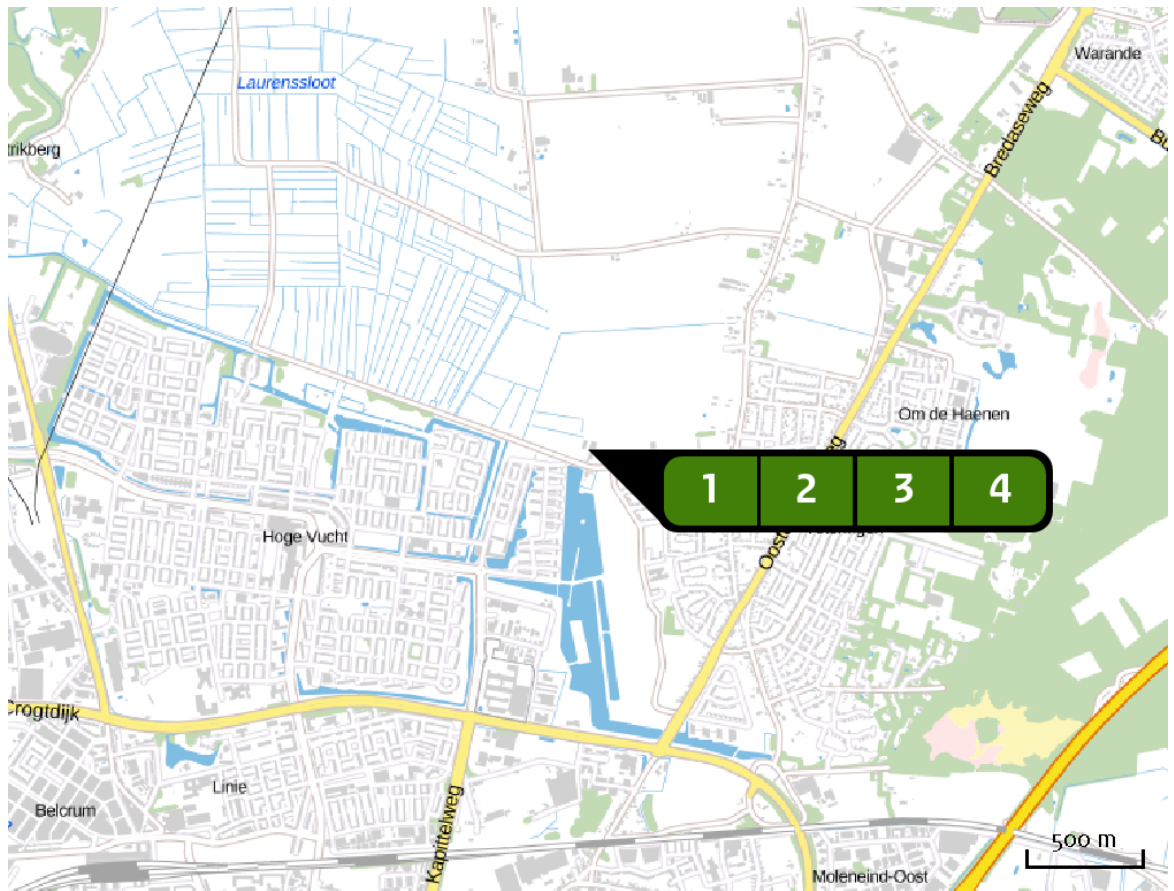 Warande
Laurenssloot
Bredaseweg
trikberg
Om de Haenen
1 2 3 4
Hoge Vucht
Crogtdijk
Linie
Belcrum
Kapittelweg
500 m
Moleneind-Oost